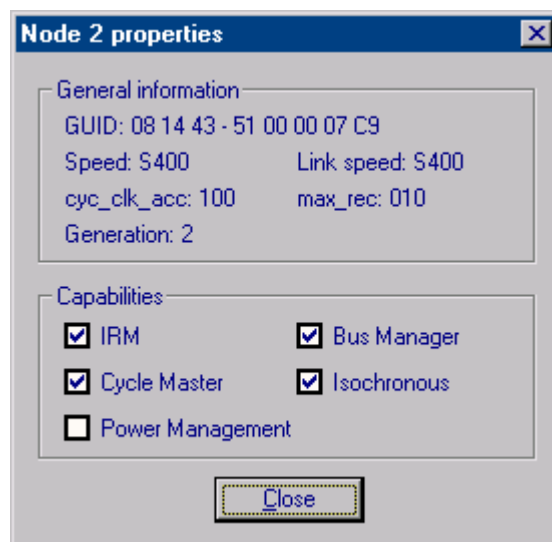 Node 2 properties
General information
GUID: 08 14 43 - 51 00 00 07 C9
Speed: S400 Link speed: S400
cyc_clk_acc: 100 max_rec: 010
Generation: 2
Capabilities
IRM Bus Manager
Cycle Master Isochronous
Power Management
Close